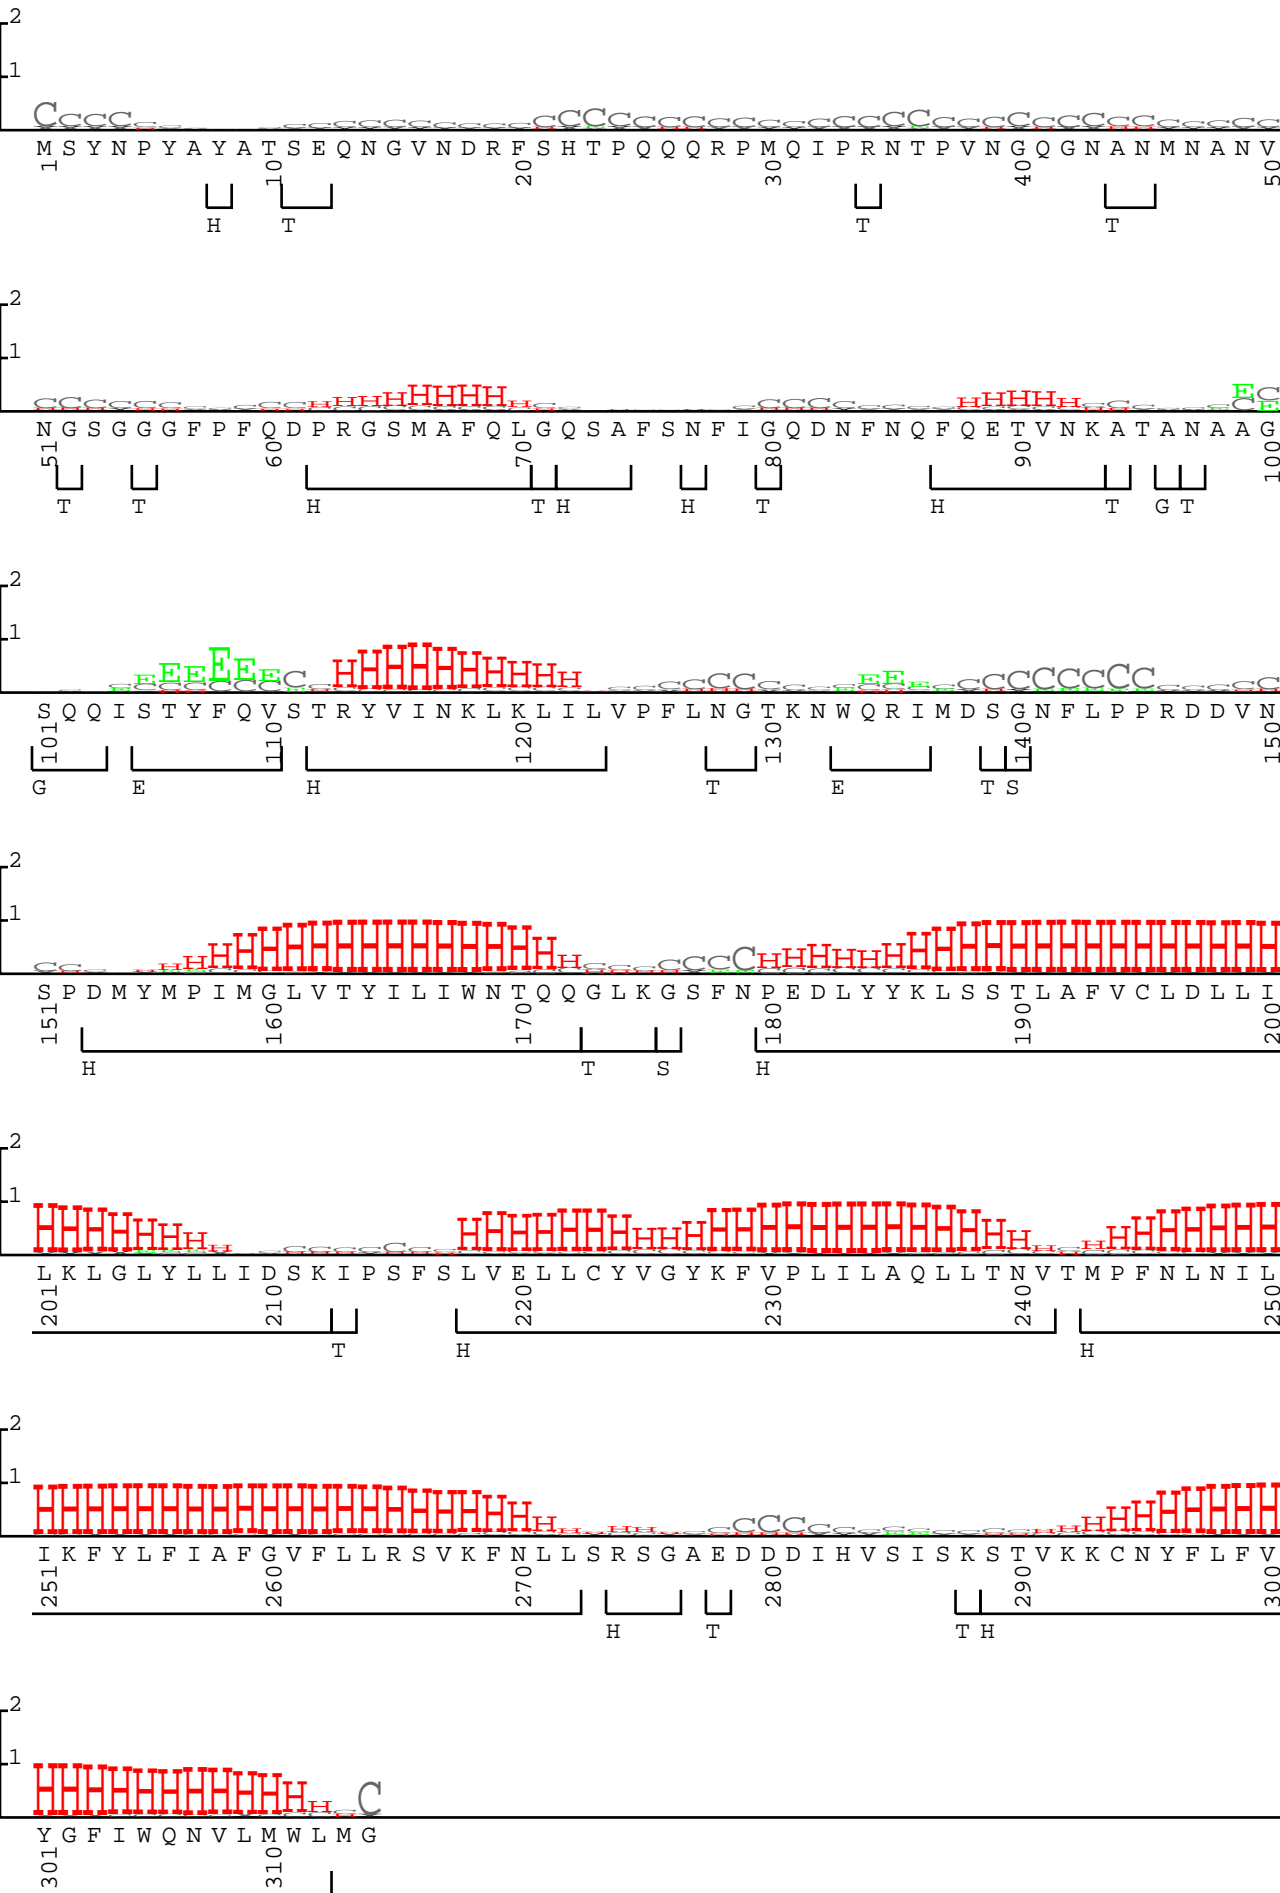 2
1
C C C C C C C C C C C C C C C C C C C C C C C C C C C C C C C C C C C C C C C C C C C C C C
M S Y N P Y A Y A T S E Q N G V N D R F S H T P Q Q Q R P M Q I P R N T P V N G Q G N A N M N A N V
1 10 20 30 40 50
H T T T
2
1
C C C C C C C C C C H H H H H H H H H C C C C C C H H H H H C C E C
N G S G G G F P F Q D P R G S M A F Q L G Q S A F S N F I G Q D N F N Q F Q E T V N K A T A N A A G
51 60 70 80 90 100
T T H T H H T H T G T
2
1
E E E E E E C H H H H H H H H H H C C C C E E C C C C C C C C C
S Q Q I S T Y F Q V S T R Y V I N K L K L I L V P F L N G T K N W Q R I M D S G N F L P P R D D V N
101 110 120 130 140 150
G E H T E T S
2
1
C C H H H H H H H H H H H H H H H H H C C C C C C C H H H H H H H H H H H H H H H H H H H H H
S P D M Y M P I M G L V T Y I L I W N T Q Q G L K G S F N P E D L Y Y K L S S T L A F V C L D L L I
151 160 170 180 190 200
H T S H
2
1
H H H H H H H H C C C C C H H H H H H H H H H H H H H H H H H H H H H H H H H H H H H H H
L K L G L Y L L I D S K I P S F S L V E L L C Y V G Y K F V P L I L A Q L L T N V T M P F N L N I L
201 210 220 230 240 250
T H H
2
1
H H H H H H H H H H H H H H H H H H H H H H H H C C C C C C C C C C H H H H H H H H H
I K F Y L F I A F G V F L L R S V K F N L L S R S G A E D D D I H V S I S K S T V K K C N Y F L F V
251 260 270 280 290 300
H T T H
2
1
H H H H H H H H H H H H C
Y G F I W Q N V L M W L M G
301 310